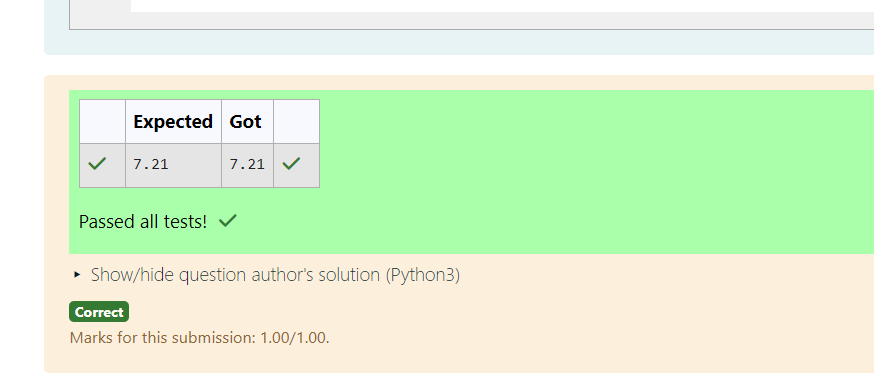 Expected Got
7.21 7.21
Passed all tests!
Show/hide question author's solution (Python3)
Correct
Marks for this submission: 1.00/1.00.